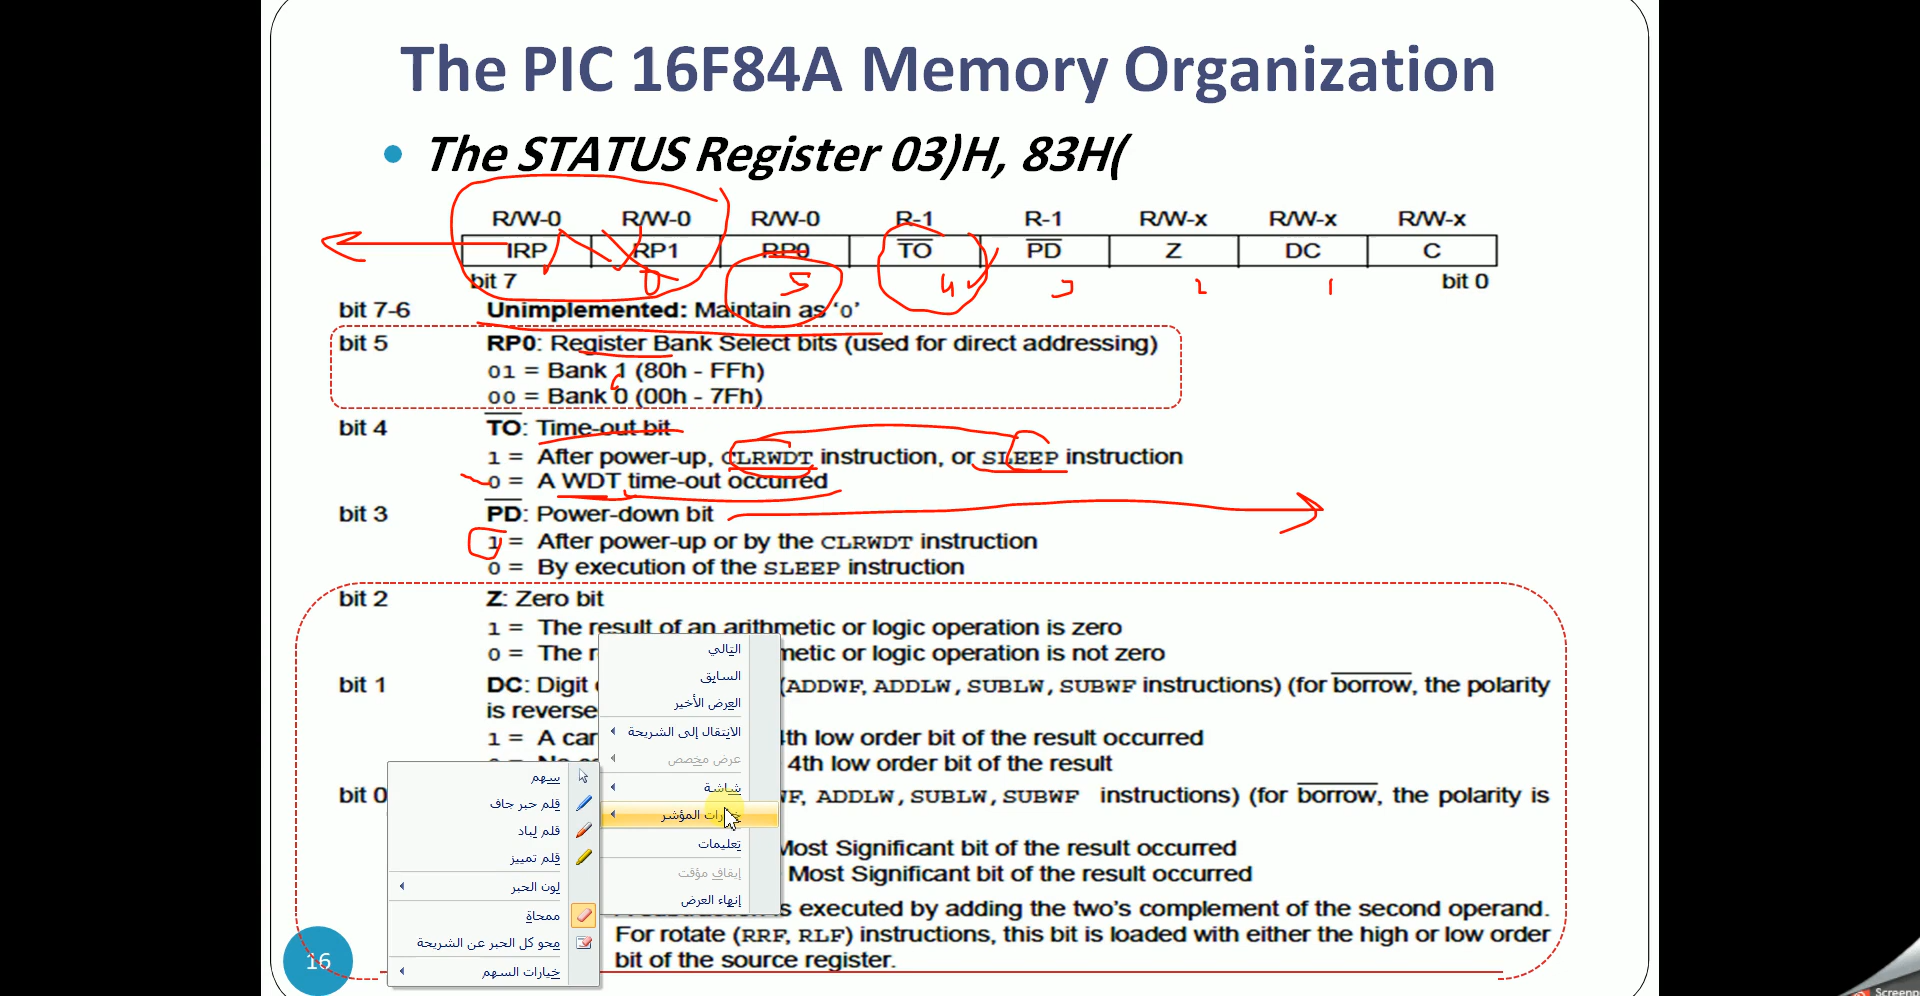 The PIC 16F84A Memory Organization
• The STATUS Register 03)H, 83H(
R/W-0 R/W-0 R/W-0 R-1 R-1 R/W-x R/W-x R/W-x
IRP RP1 RP0 TO PD Z DC C
bit 7 0 5 4 3 2 1 bit 0
bit 7-6 Unimplemented: Maintain as ‘0’
bit 5 RP0: Register Bank Select bits (used for direct addressing)
01 = Bank 1 (80h - FFh)
00 = Bank 0 (00h - 7Fh)
bit 4 TO: Time-out bit
1 = After power-up, CLRWDT instruction, or SLEEP instruction
0 = A WDT time-out occurred
bit 3 PD: Power-down bit
1 = After power-up or by the CLRWDT instruction
0 = By execution of the SLEEP instruction
bit 2 Z: Zero bit
1 = The result of an arithmetic or logic operation is zero
0 = The metic or logic operation is not zero
bit 1 DC: Digit (ADDWF, ADDLW, SUBLW, SUBWF instructions) (for borrow, the polarity
is reverse
1 = A car 4th low order bit of the result occurred
4th low order bit of the result
bit 0 WF, ADDLW, SUBLW, SUBWF instructions) (for borrow, the polarity is
Most Significant bit of the result occurred
Most Significant bit of the result occurred
is executed by adding the two’s complement of the second operand.
For rotate (RRF, RLF) instructions, this bit is loaded with either the high or low order
bit of the source register.
16
التالي
السابق
العرض الأخير
الانتقال إلى الشريحة
عرض مخصص
شاشة
خيارات المؤشر
تعليمات
إيقاف مؤقت
إنهاء العرض
سهم
قلم حبر جاف
قلم لباد
قلم تمييز
لون الحبر
ممحاة
محو كل الحبر عن الشريحة
خيارات السهم